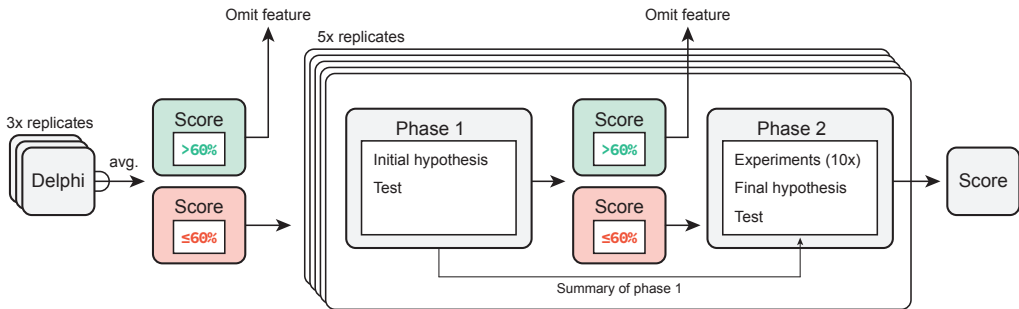 Omit feature
Omit feature
5x replicates
3x replicates
Delphi
avg.
Score
>60%
Score
≤60%
Phase 1
Initial hypothesis
Test
Score
>60%
Score
≤60%
Phase 2
Experiments (10x)
Final hypothesis
Test
Score
Summary of phase 1